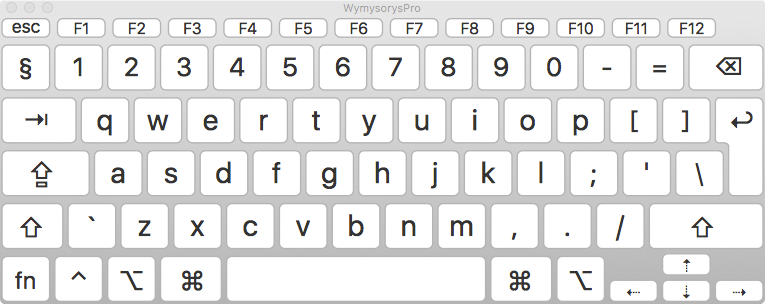 WymysorysPro
esc F1 F2 F3 F4 F5 F6 F7 F8 F9 F10 F11 F12
§ 1 2 3 4 5 6 7 8 9 0 - = ⌫
⇥ q w e r t y u i o p [ ] ↩
⇪ a s d f g h j k l ; ' \
⇧ ` z x c v b n m , . / ⇧
fn ^ ⌥ ⌘ ⌘ ⌥ ⇠ ⇡ ⇣ ⇢